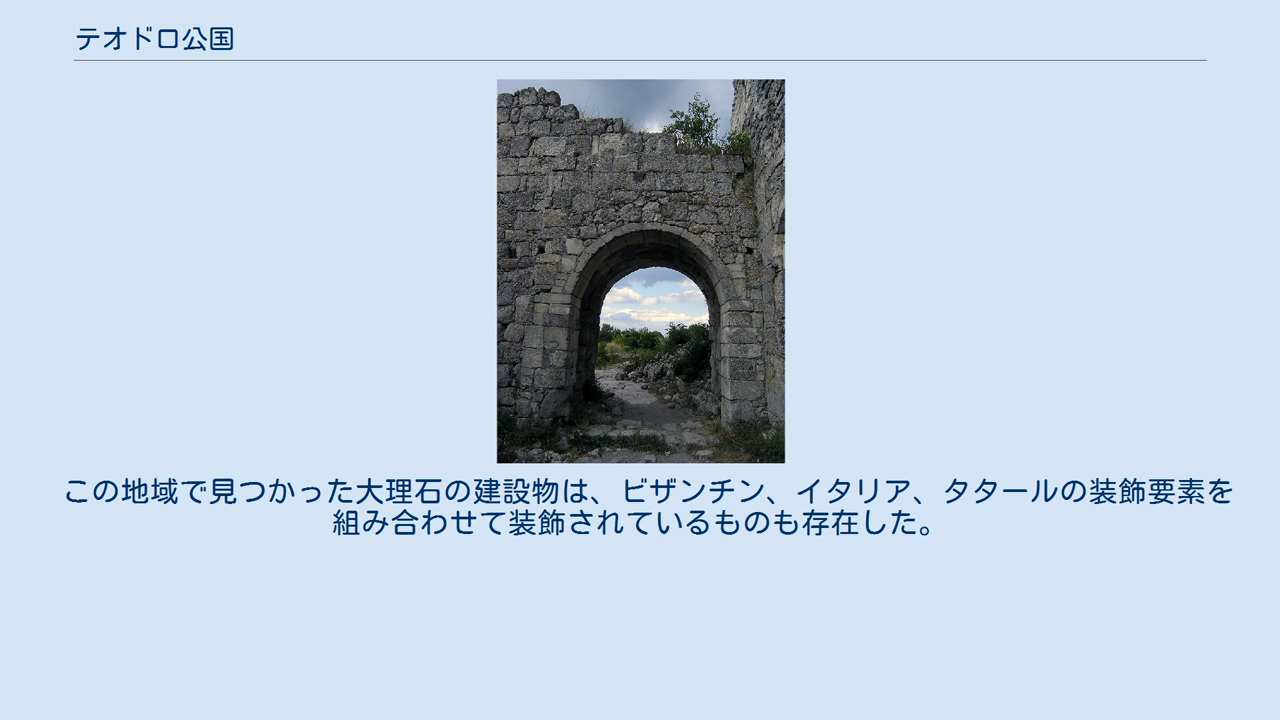 テオドロ公国
この地域で見つかった大理石の建設物は、ビザンチン、イタリア、タタールの装飾要素を
組み合わせて装飾されているものも存在した。